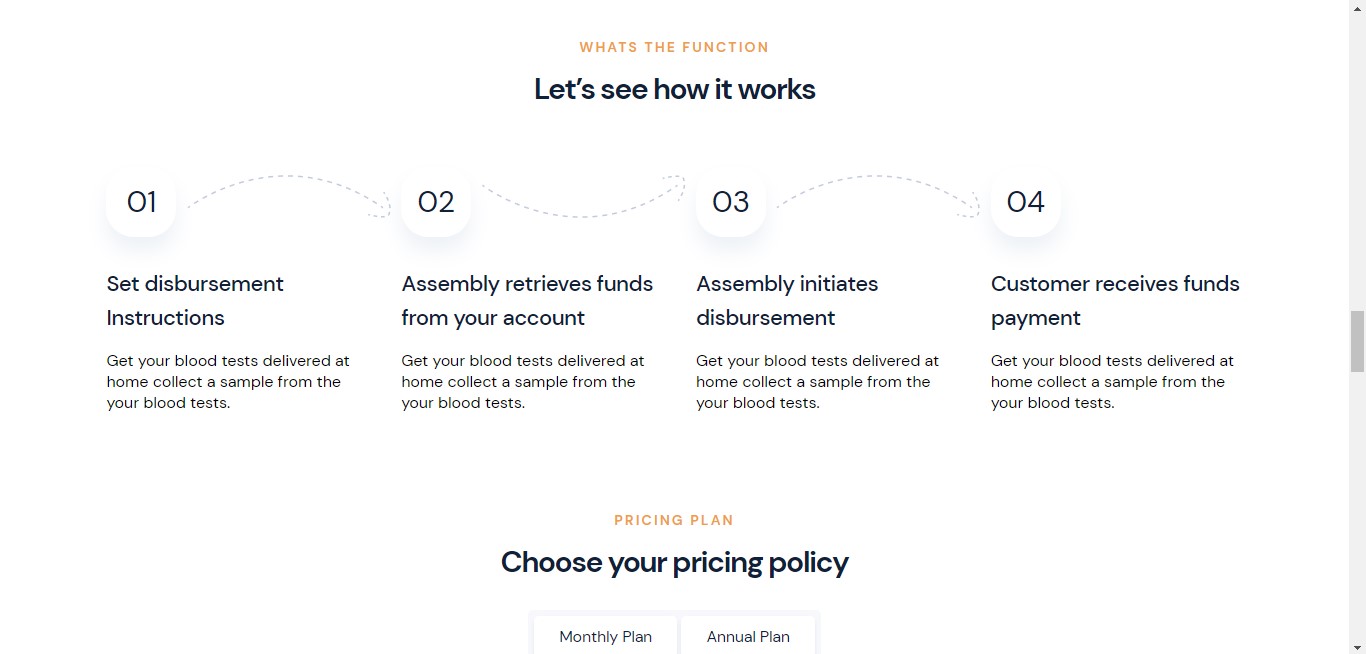 WHATS THE FUNCTION
Let’s see how it works
01
02
03
04
Set disbursement
Instructions
Get your blood tests delivered at
home collect a sample from the
your blood tests.
Assembly retrieves funds
from your account
Get your blood tests delivered at
home collect a sample from the
your blood tests.
Assembly initiates
disbursement
Get your blood tests delivered at
home collect a sample from the
your blood tests.
Customer receives funds
payment
Get your blood tests delivered at
home collect a sample from the
your blood tests.
PRICING PLAN
Choose your pricing policy
Monthly Plan
Annual Plan